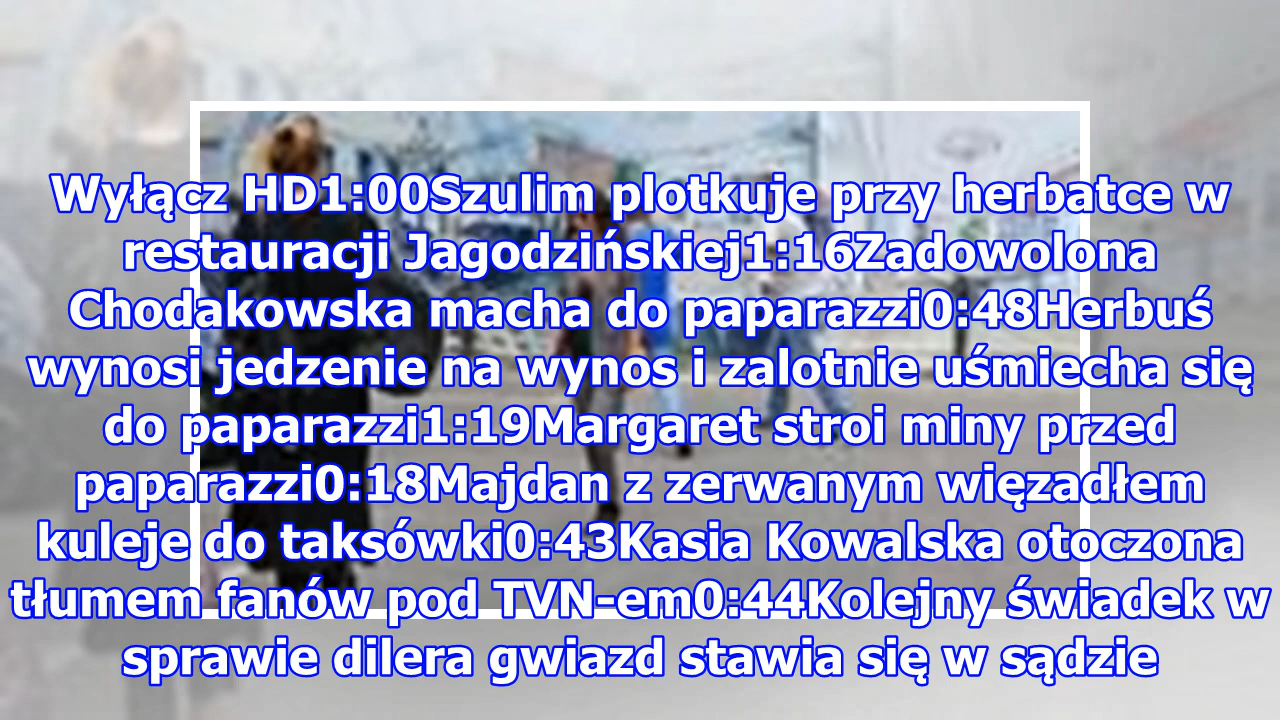 Wyłącz HD1:00Szulim plotkuje przy herbatce w
restauracji Jagodzińskiej1:16Zadowolona
Chodakowska macha do paparazzi0:48Herbuś
wynosi jedzenie na wynos i zalotnie uśmiecha się
do paparazzi1:19Margaret stroi miny przed
paparazzi0:18Majdan z zerwanym więzadłem
kuleje do taksówki0:43Kasia Kowalska otoczona
tłumem fanów pod TVN-em0:44Kolejny świadek w
sprawie dilera gwiazd stawia się w sądzie